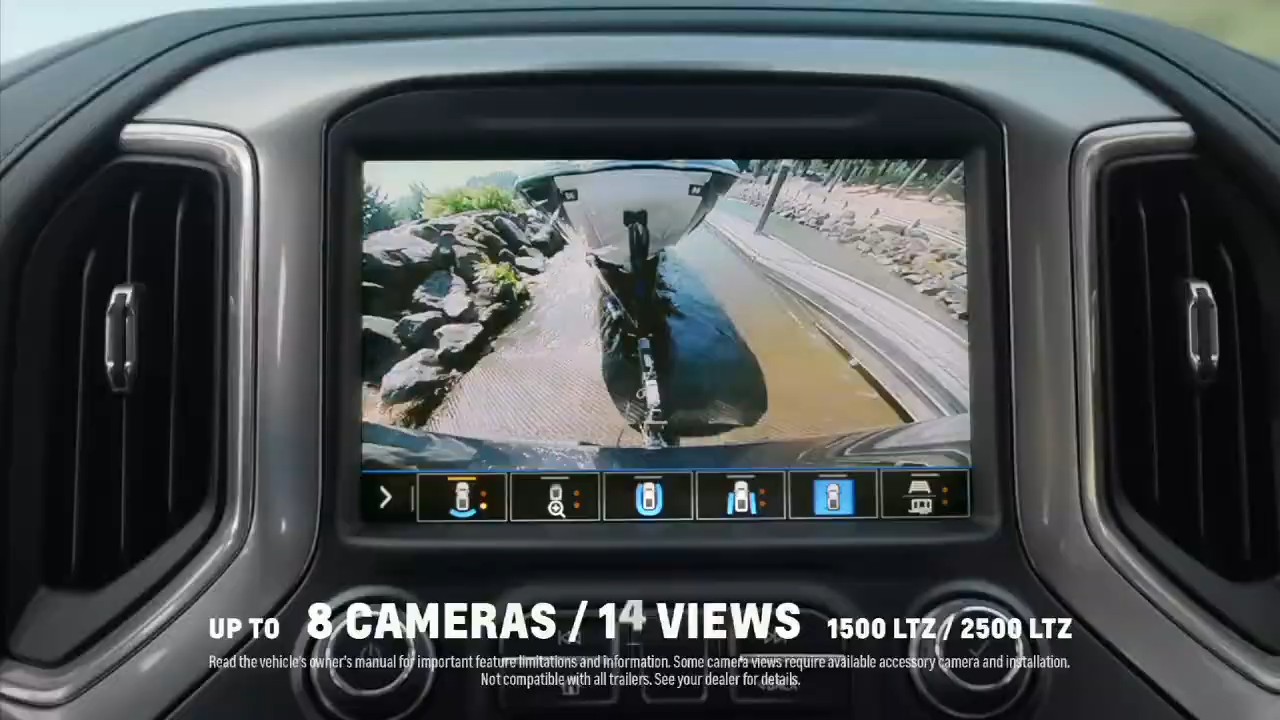 UP TO 8 CAMERAS / 14 VIEWS 1500 LTZ / 2500 LTZ
Read the vehicle's owner's manual for important feature limitations and information. Some camera views require available accessory camera and installation.
Not compatible with all trailers. See your dealer for details.
BACK